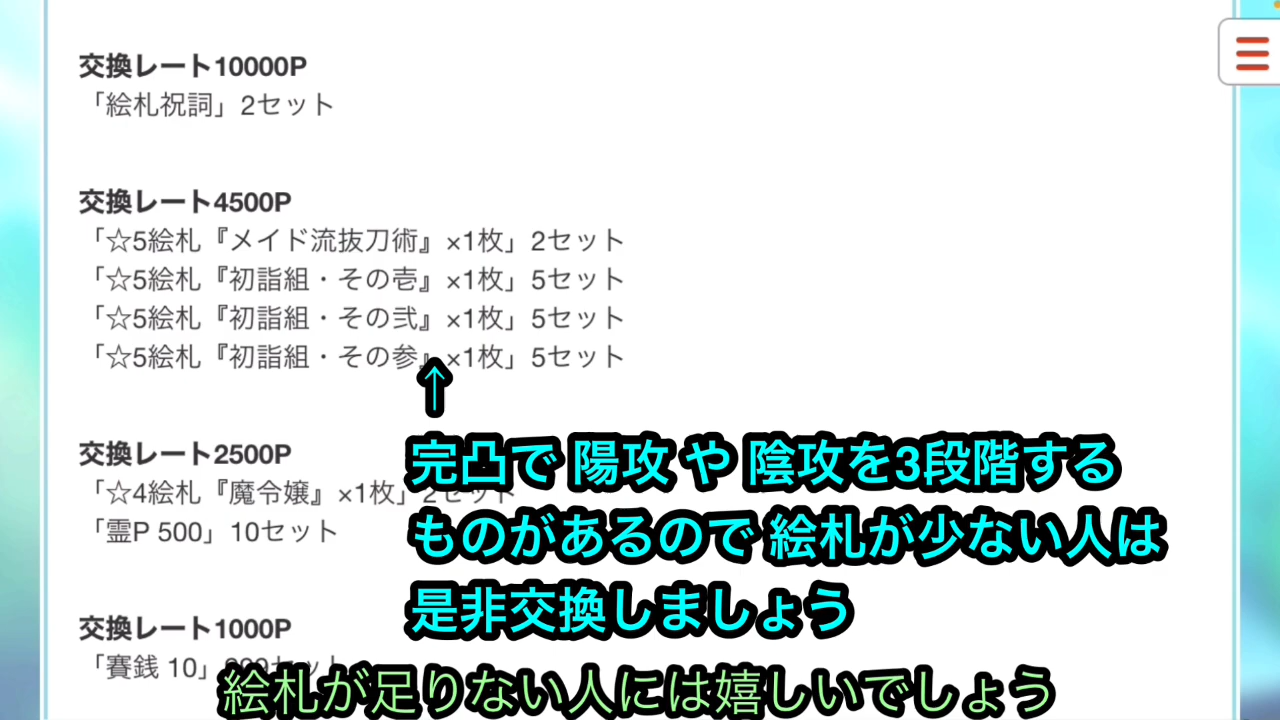 交換レート10000P
「絵札祝詞」2セット
交換レート4500P
「☆5絵札『メイド流抜刀術』×1枚」2セット
「☆5絵札『初詣組・その壱』×1枚」5セット
「☆5絵札『初詣組・その弐』×1枚」5セット
「☆5絵札『初詣組・その参』×1枚」5セット
↑
完凸で 陽攻 や 陰攻を3段階する
ものがあるので 絵札が少ない人は
是非交換しましょう
交換レート2500P
「☆4絵札『魔令嬢』×1枚」2セット
「霊P 500」10セット
交換レート1000P
「賽銭 10」
絵札が足りない人には嬉しいでしょう